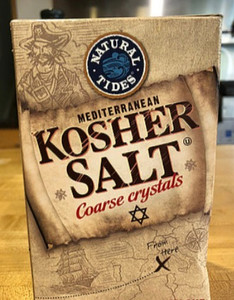 NATURAL
TIDES
MEDITERRANEAN
KOSHER
SALT
U
Coarse crystals
From
Here
X